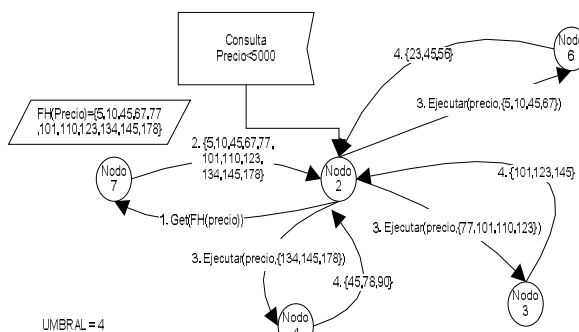 Consulta
Precio<5000
Nodo
6
4. {23,45,56}
3. Ejecutar(precio,{5,10,45,67})
FH(Precio)={5,10,45,67,77
,101,110,123,134,145,178}
2. {5,10,45,67,77,
101,110,123,
134,145,178}
Nodo
7
Nodo
2
4. {101,123,145}
1. Get(FH(precio))
3. Ejecutar(precio,{77,101,110,123})
3. Ejecutar(precio,{134,145,178})
4. {45,78,90}
Nodo
3
Nodo
UMBRAL = 4